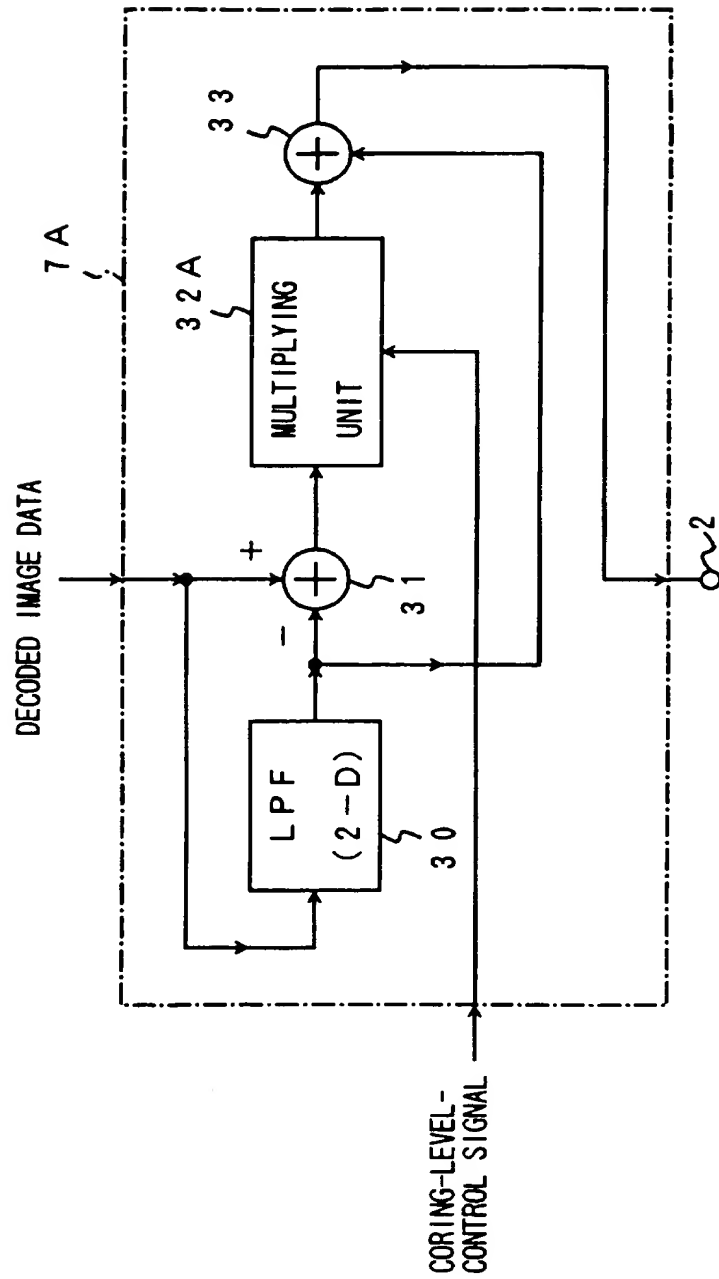 DECODED IMAGE DATA
7A
33
32A
MULTIPLYING
UNIT
+
+
+
-
31
LPF
(2-D)
30
2
CORING-LEVEL-
CONTROL SIGNAL